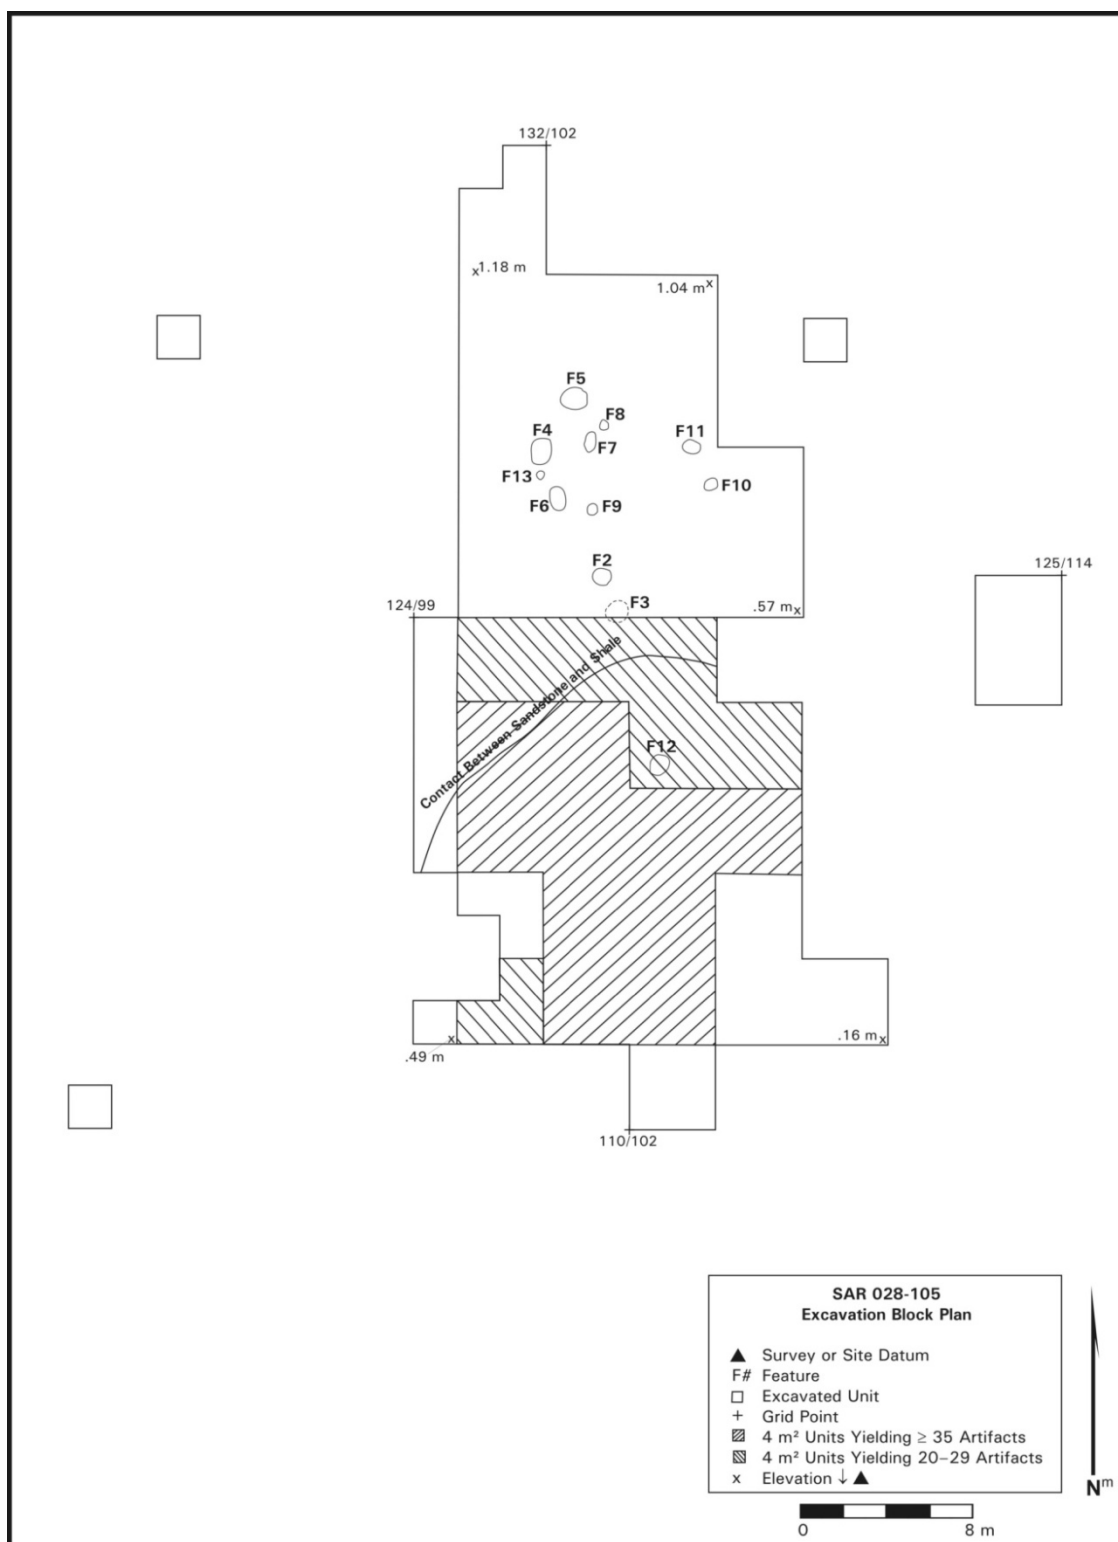 132/102
x1.18 m
1.04 mx
F5
F8
F4
F7
F11
F13
F6
F9
F10
F2
F3
125/114
124/99
.57 mx
Contact Between Sandstone and Shale
F12
x
.49 m
.16 mx
110/102
SAR 028-105
Excavation Block Plan
▲ Survey or Site Datum
F# Feature
□ Excavated Unit
+ Grid Point
▨ 4 m² Units Yielding ≥ 35 Artifacts
▧ 4 m² Units Yielding 20–29 Artifacts
x Elevation ↓ ▲
Nm
0 8 m